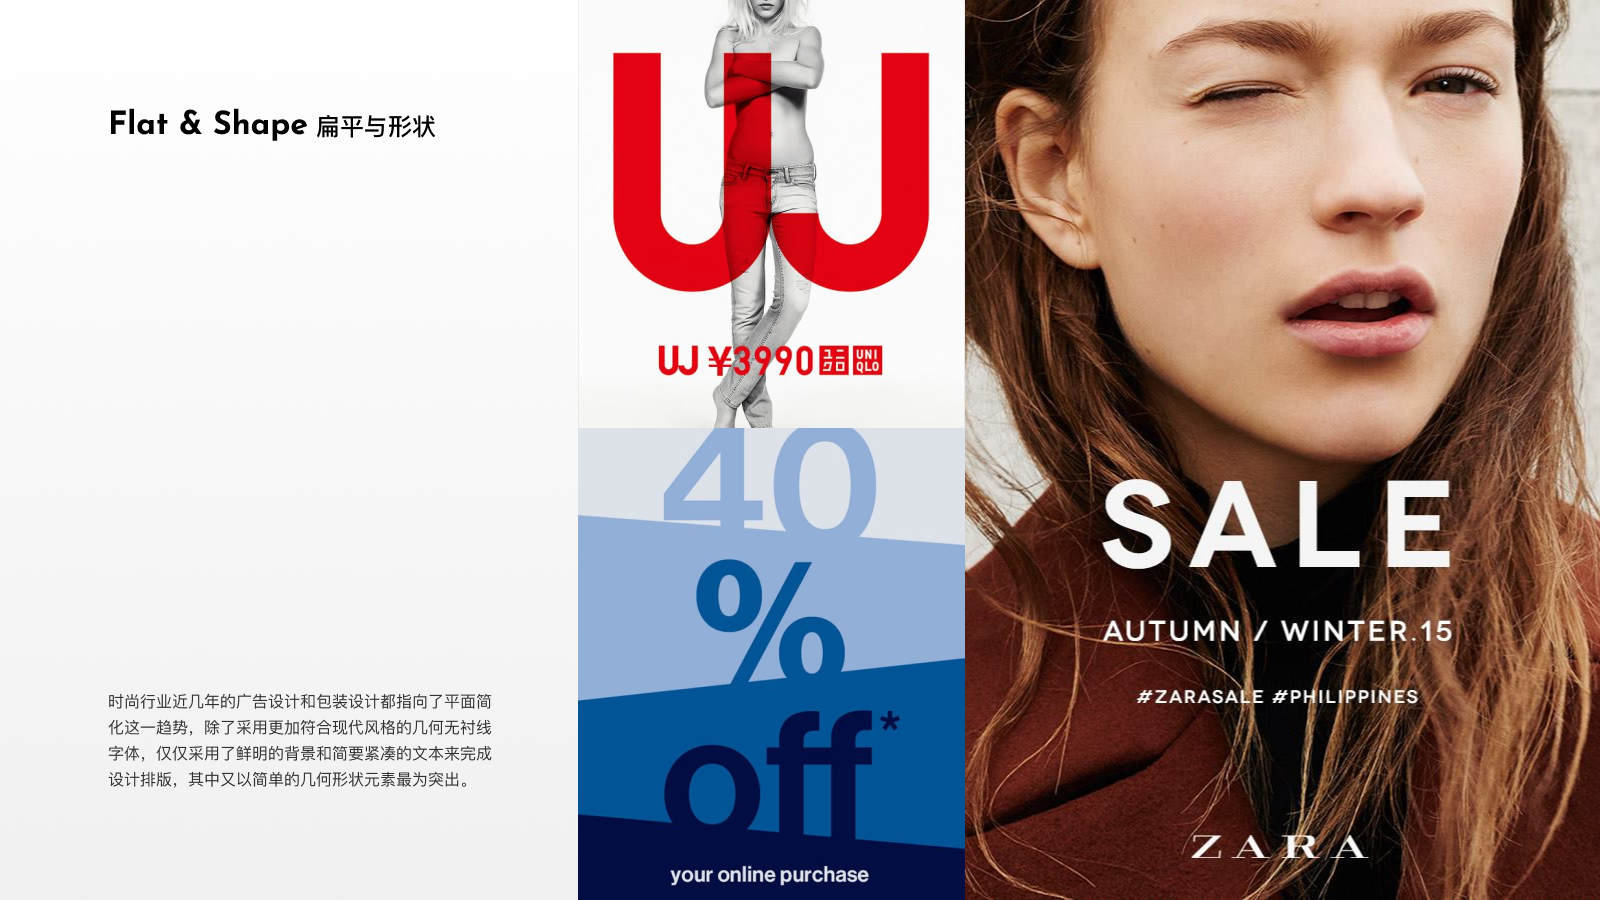 Flat & Shape 扁平与形状
时尚行业近几年的广告设计和包装设计都指向了平面简
化这一趋势，除了采用更加符合现代风格的几何无衬线
字体，仅仅采用了鲜明的背景和简要紧凑的文本来完成
设计排版，其中又以简单的几何形状元素最为突出。
UJ
UJ ¥3990 ユニクロ UNIQLO
40
%
off*
your online purchase
SALE
AUTUMN / WINTER.15
#ZARASALE #PHILIPPINES
ZARA